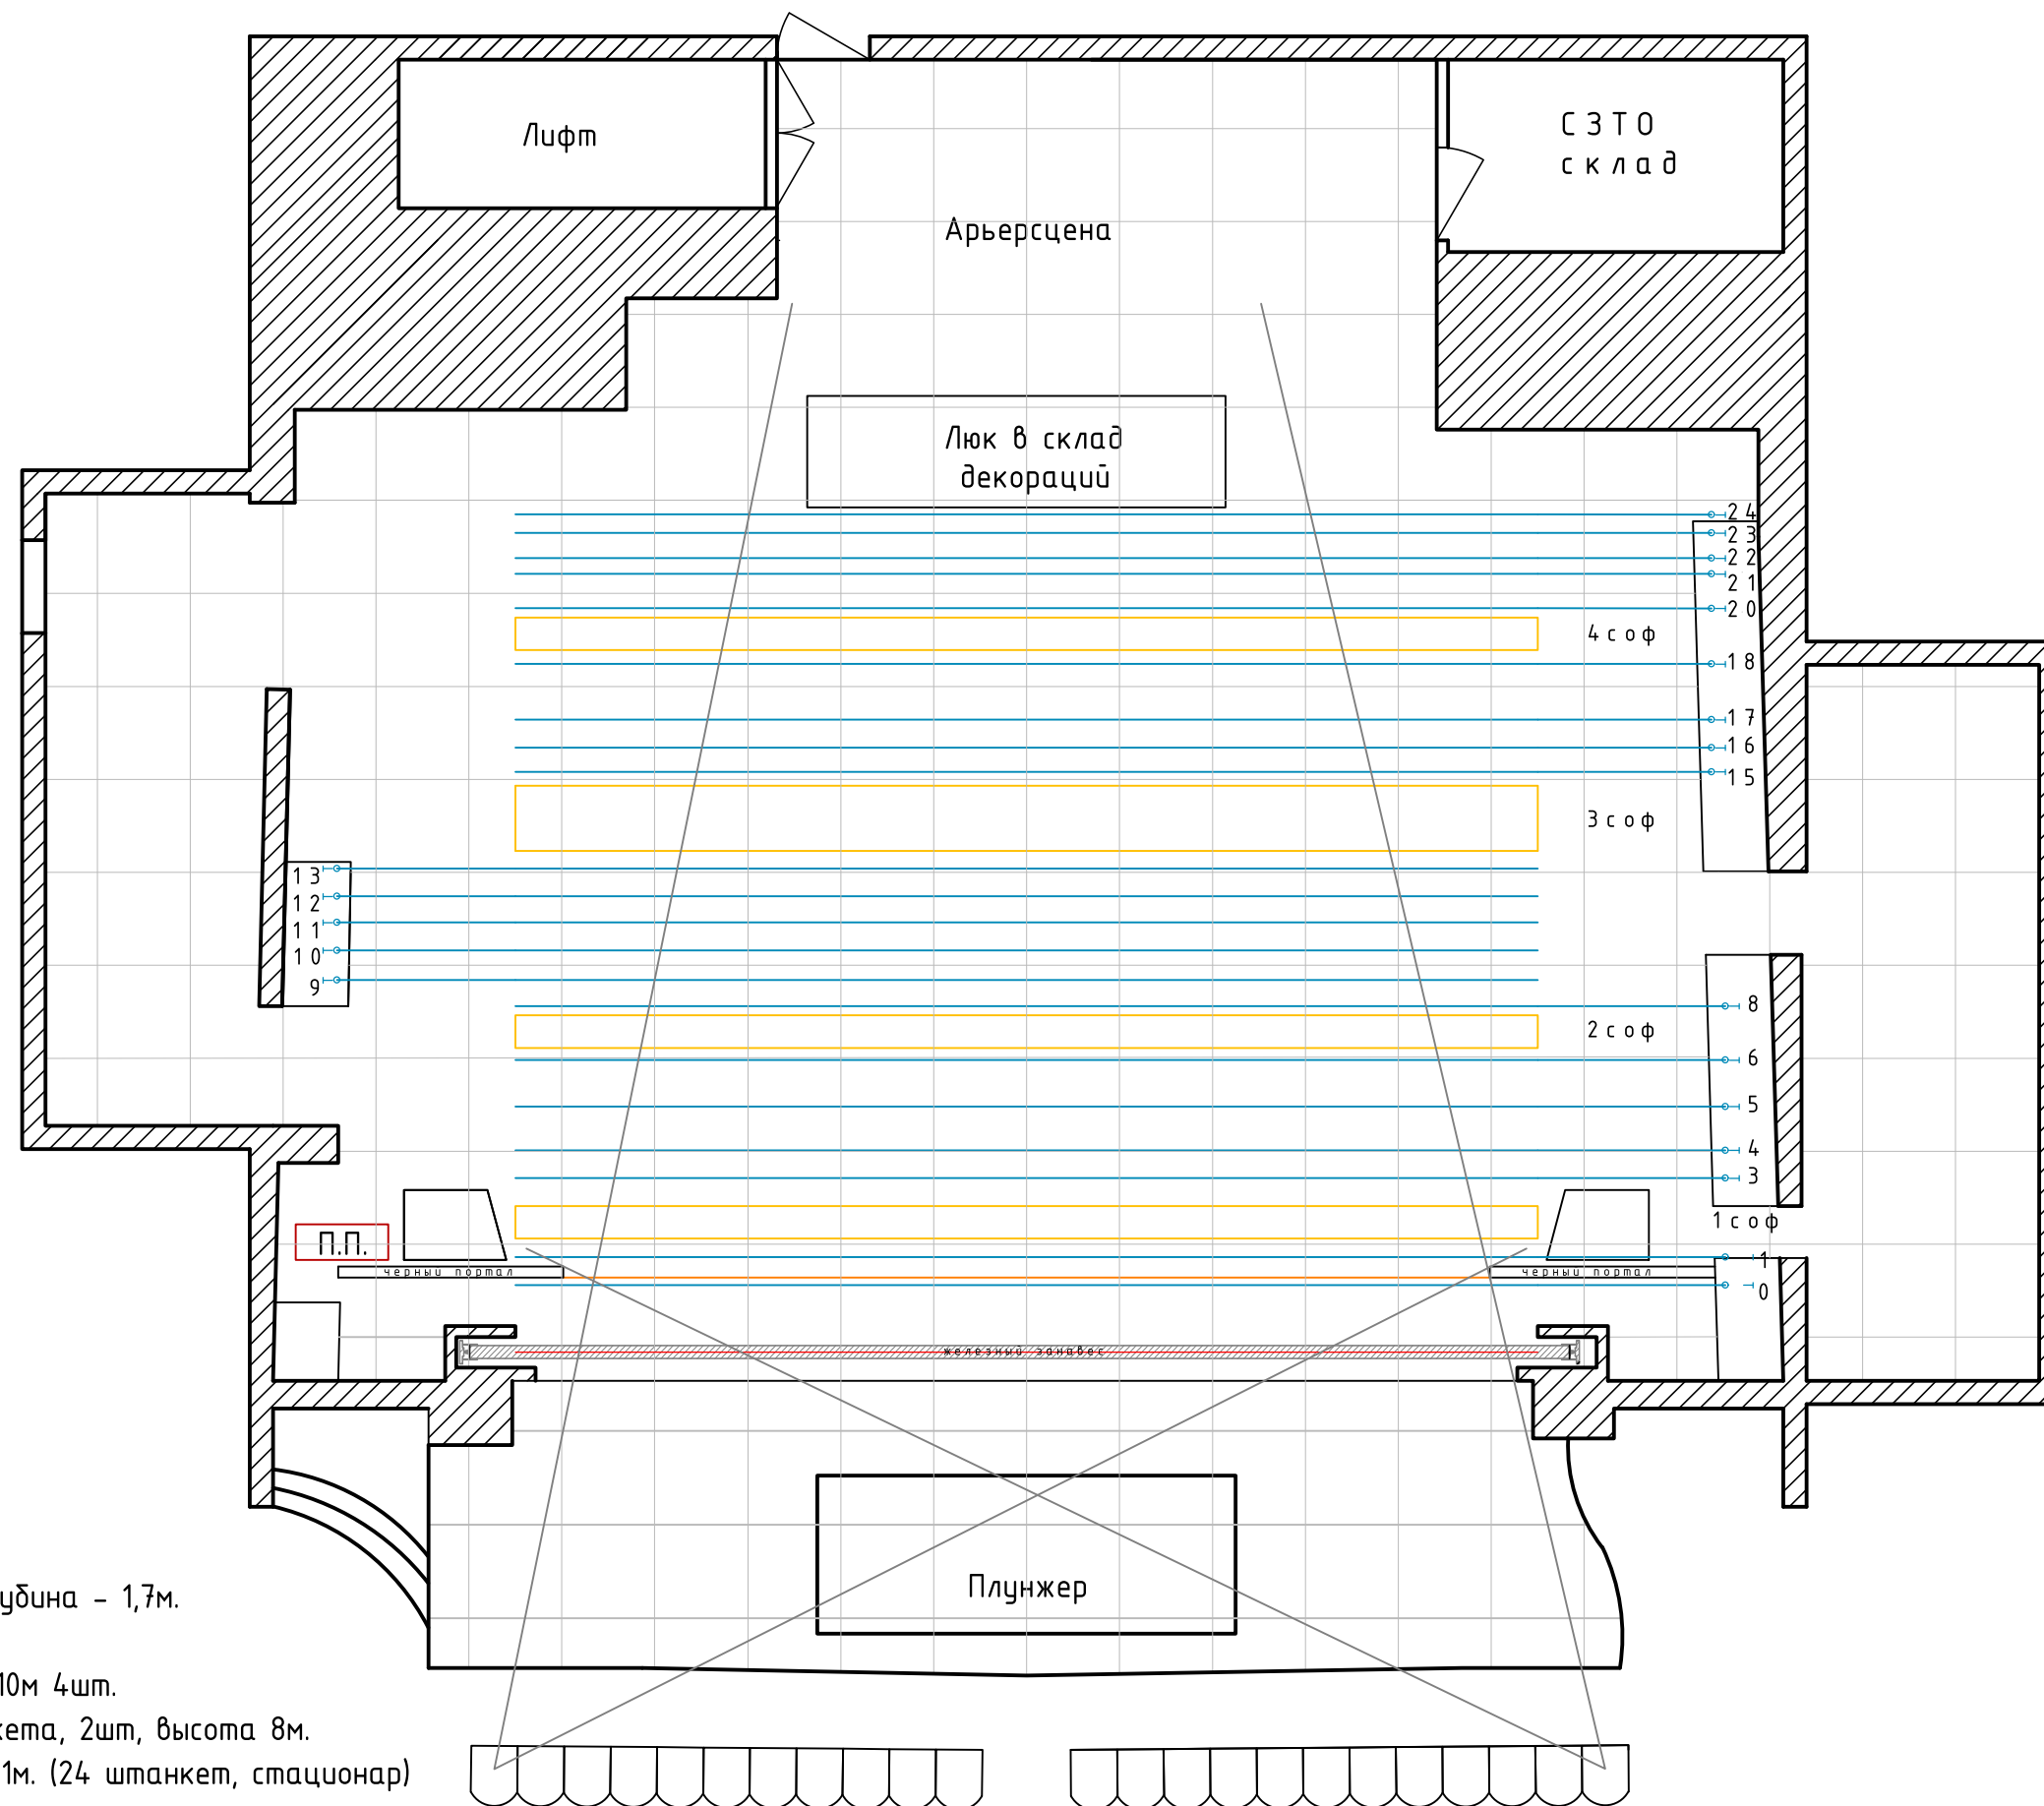 Лифт
СЗТО
склад
Арьерсцена
Люк в склад
декораций
24
23
22
21
20
4 соф
18
17
16
15
3 соф
13
12
11
10
9
8
2 соф
6
5
4
3
1 соф
П.П.
1
черный портал
черный портал
0
железный занавес
Плунжер
убина - 1,7м.
10м 4шт.
кета, 2шт, высота 8м.
1м. (24 штанкет, стационар)